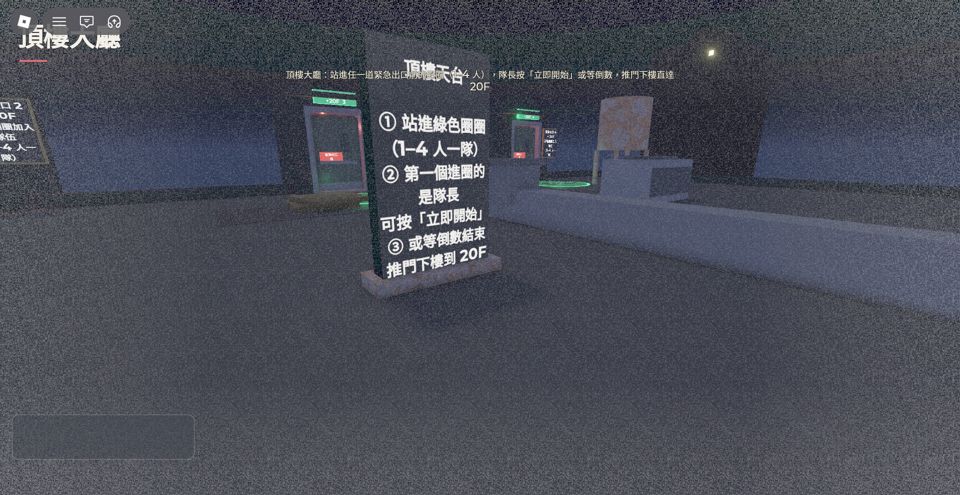 頂樓大廳
頂樓大廳：站進任一道緊急出口 4 人），隊長按「立即開始」或等倒數，推門下樓直達
20F
頂樓天台
① 站進綠色圈圈
（1–4 人一隊）
② 第一個進圈的
是隊長
可按「立即開始」
③ 或等倒數結束
推門下樓到 20F
口 2
0F
圈加入
隊伍
4 人一
隊）